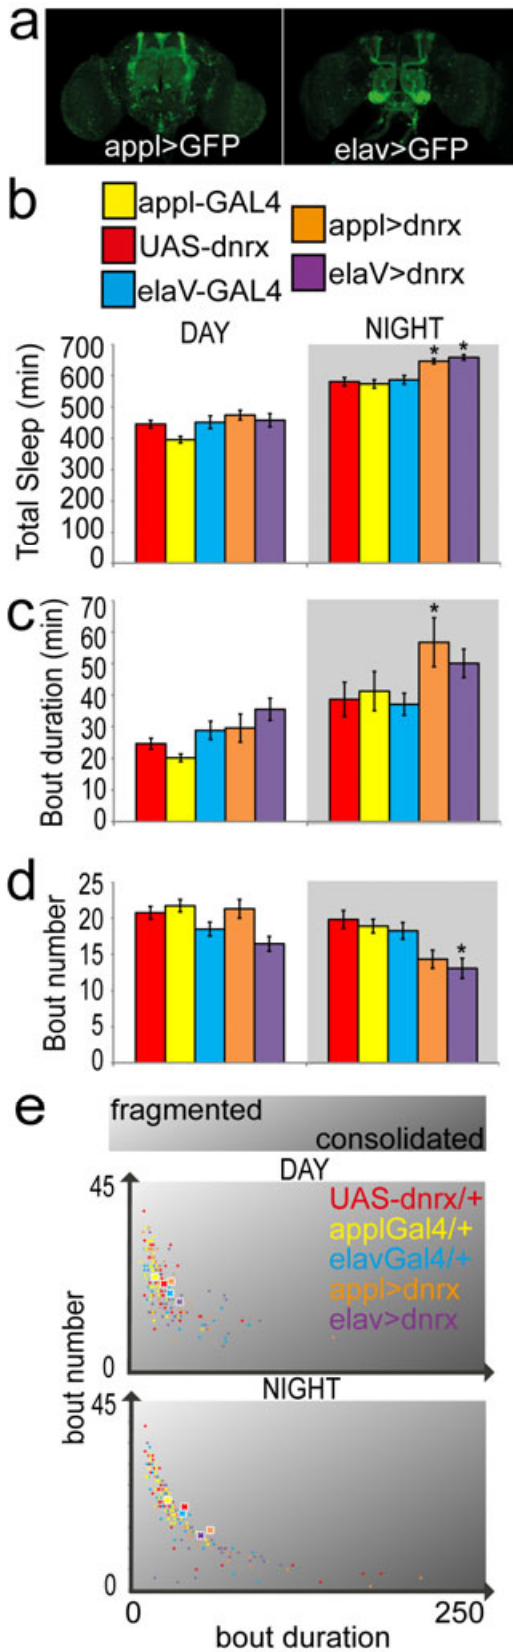 a
appl>GFP
elav>GFP
b
appl-GAL4
UAS-dnrx
elaV-GAL4
appl>dnrx
elaV>dnrx
DAY
NIGHT
Total Sleep (min)
700
600
500
400
300
200
100
0
*
*
c
Bout duration (min)
70
60
50
40
30
20
10
0
*
d
Bout number
25
20
15
10
5
0
*
e
fragmented
consolidated
DAY
45
UAS-dnrx/+
applGal4/+
elavGal4/+
appl>dnrx
elav>dnrx
0
bout number
NIGHT
45
0
0
250
bout duration